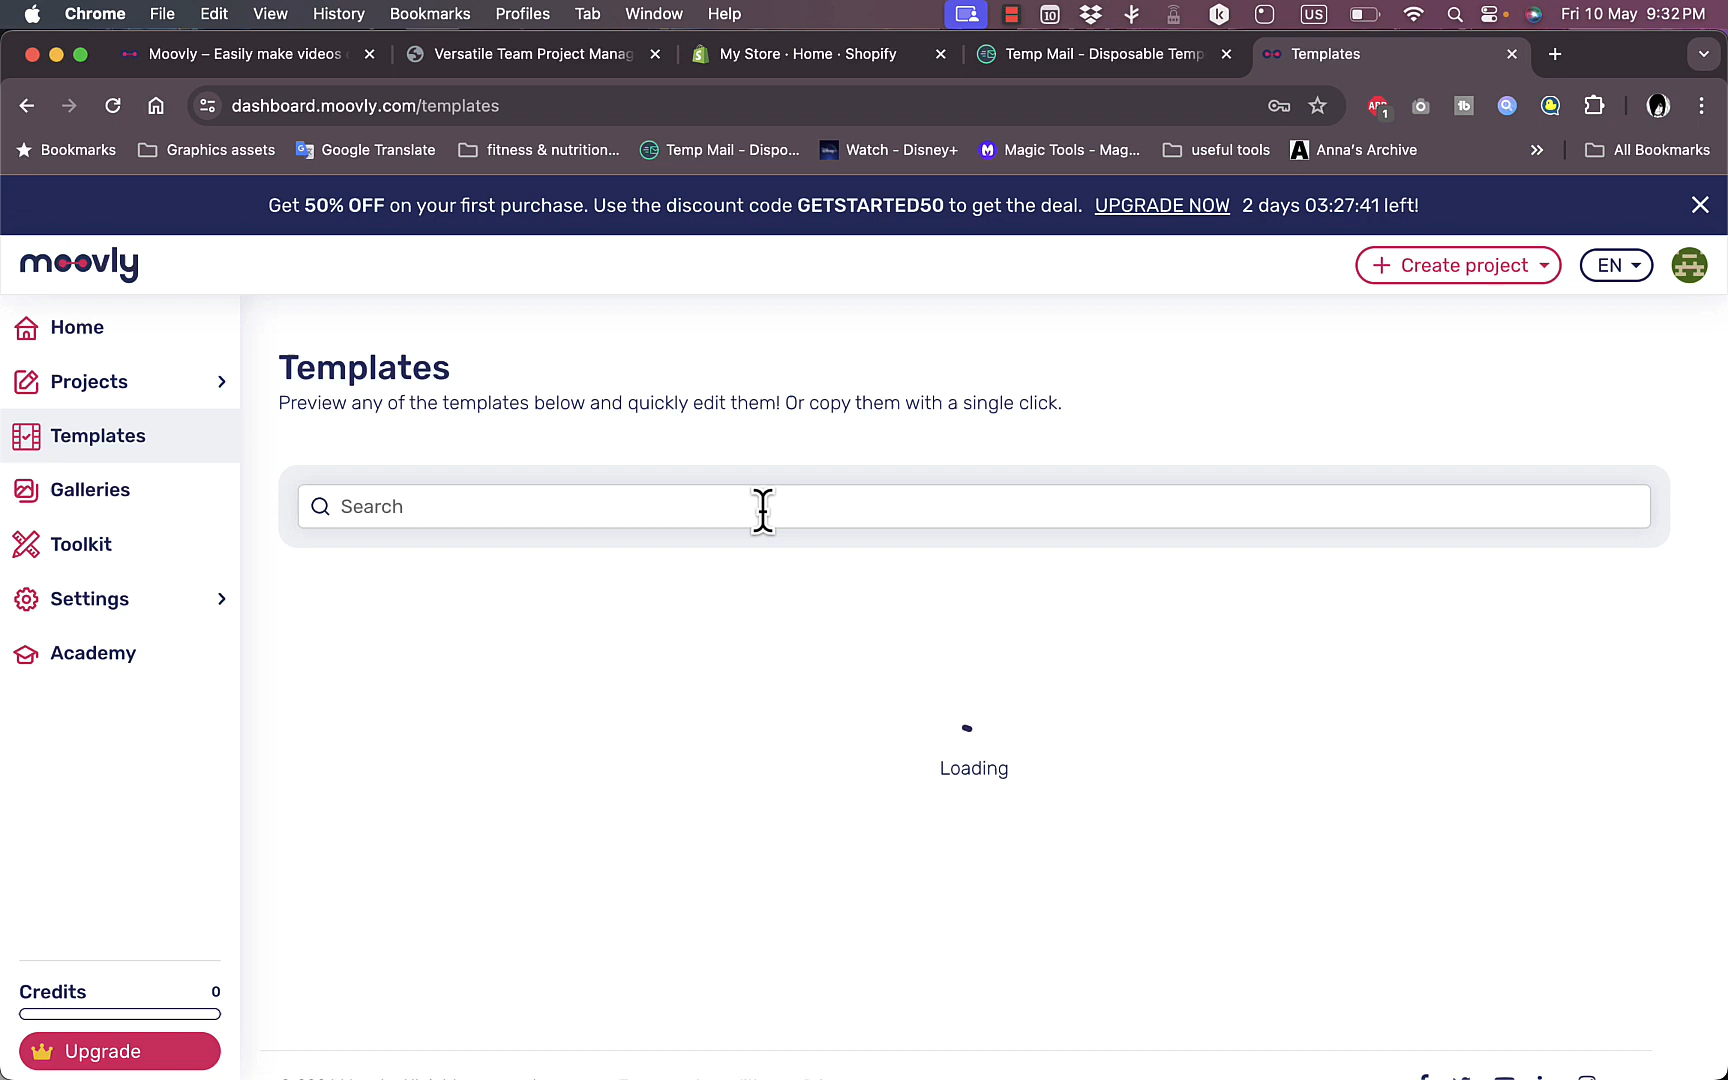 Chrome File Edit View History Bookmarks Profiles Tab Window Help 10 US Fri 10 May 9:32 PM
Moovly – Easily make videos Versatile Team Project Manag My Store · Home · Shopify Temp Mail - Disposable Temp Templates
dashboard.moovly.com/templates ABP 1 tb
Bookmarks Graphics assets Google Translate fitness & nutrition... Temp Mail - Dispo... Watch - Disney+ Magic Tools - Mag... useful tools Anna's Archive All Bookmarks
Get 50% OFF on your first purchase. Use the discount code GETSTARTED50 to get the deal. UPGRADE NOW 2 days 03:27:41 left!
moovly Create project EN
Home
Projects
Templates
Galleries
Toolkit
Settings
Academy
Templates
Preview any of the templates below and quickly edit them! Or copy them with a single click.
Search
Loading
Credits 0
Upgrade